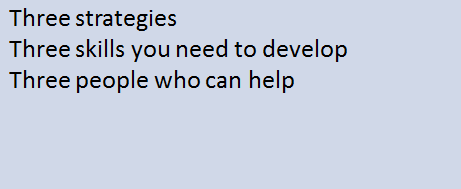 Three strategies
Three skills you need to develop
Three people who can help